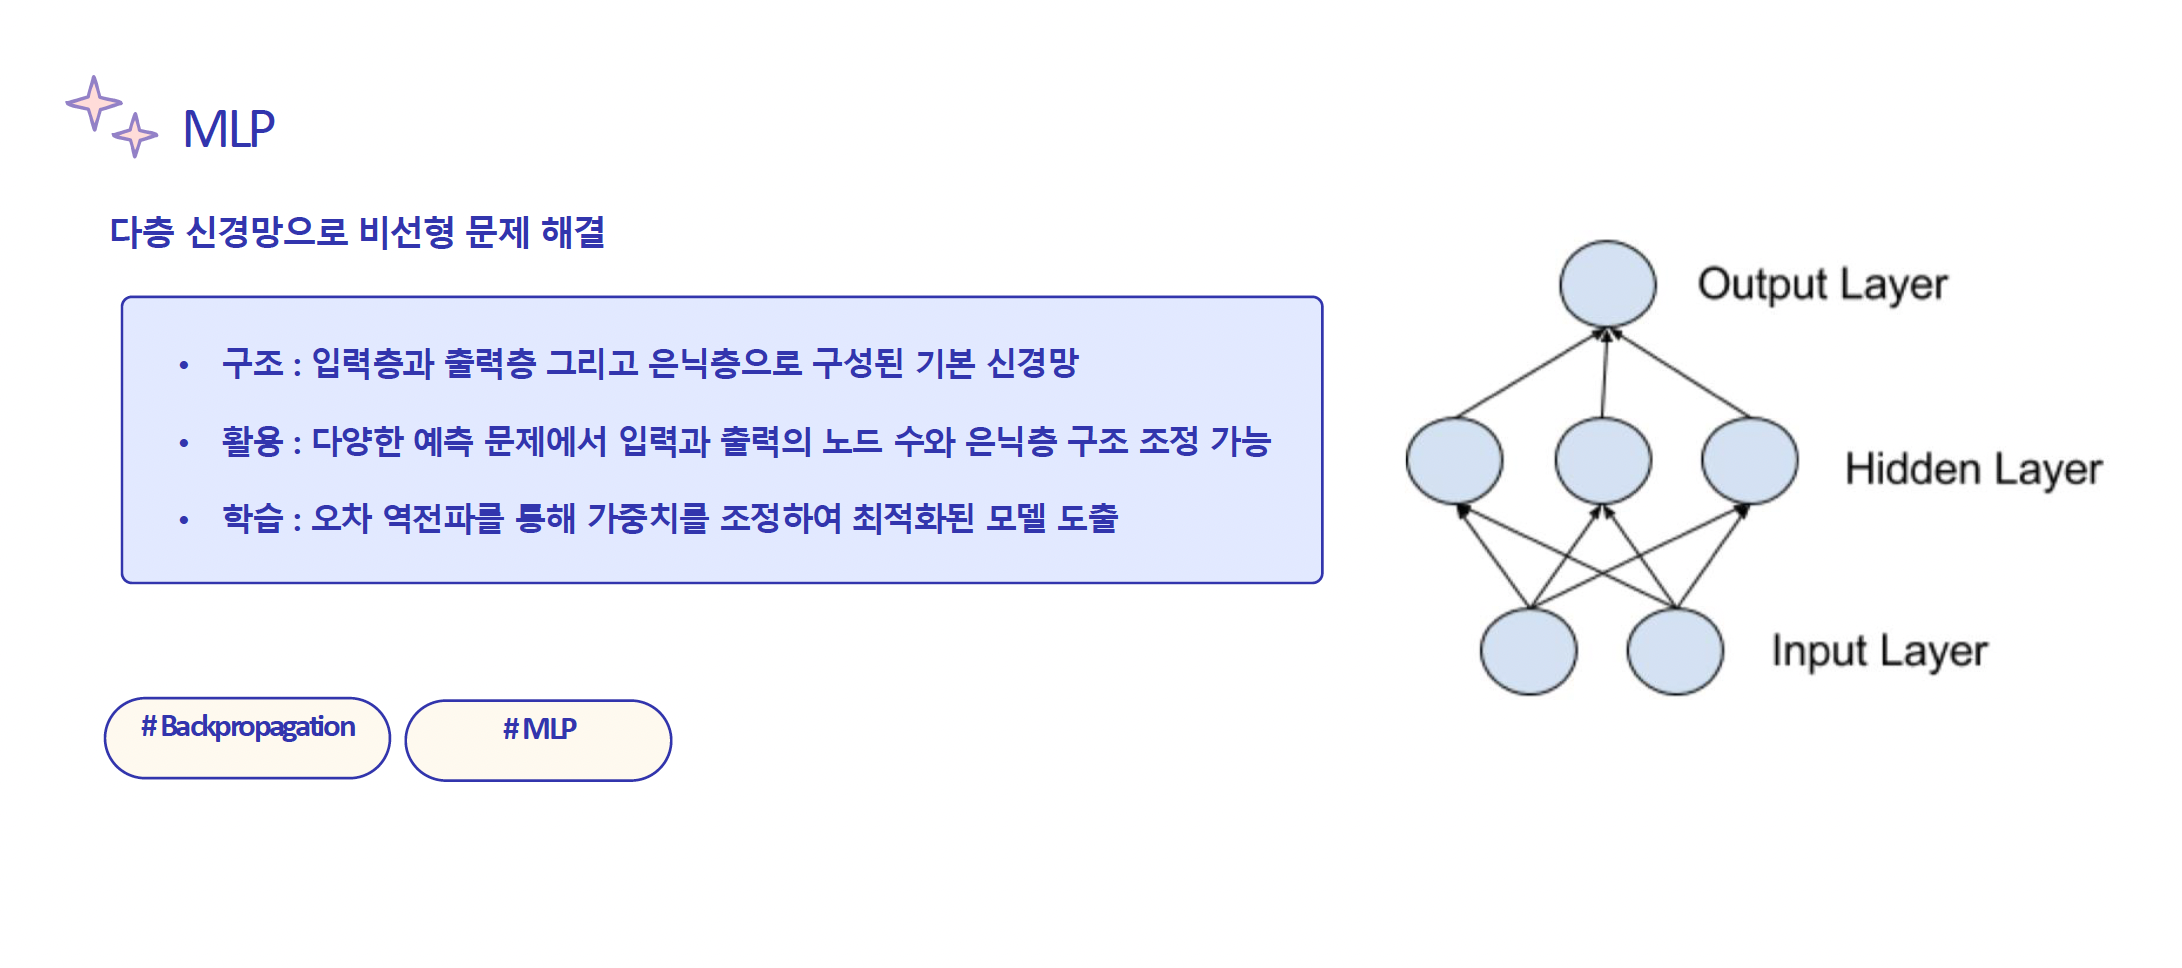 MLP
다층 신경망으로 비선형 문제 해결
• 구조 : 입력층과 출력층 그리고 은닉층으로 구성된 기본 신경망
• 활용 : 다양한 예측 문제에서 입력과 출력의 노드 수와 은닉층 구조 조정 가능
• 학습 : 오차 역전파를 통해 가중치를 조정하여 최적화된 모델 도출
# Backpropagation
# MLP
Output Layer
Hidden Layer
Input Layer